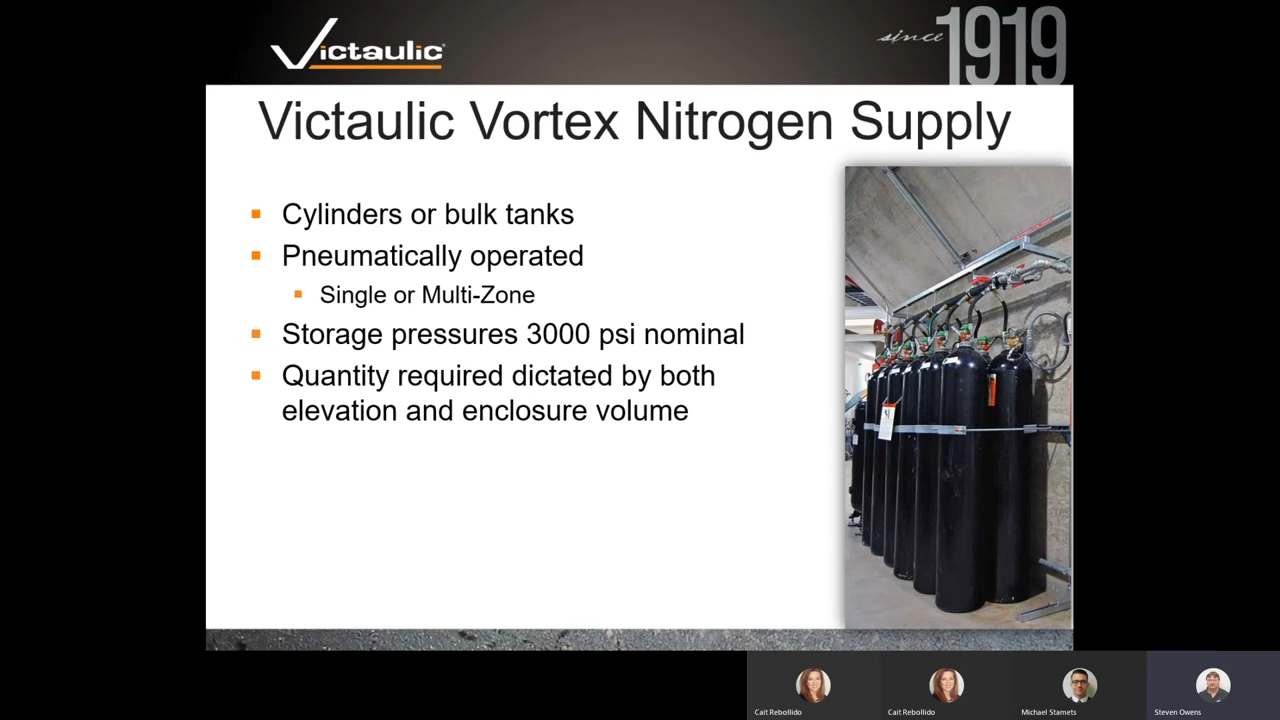 Victaulic
since 1919
Victaulic Vortex Nitrogen Supply
Cylinders or bulk tanks
Pneumatically operated
Single or Multi-Zone
Storage pressures 3000 psi nominal
Quantity required dictated by both
elevation and enclosure volume
Cait Rebollido
Cait Rebollido
Michael Stamets
Steven Owens